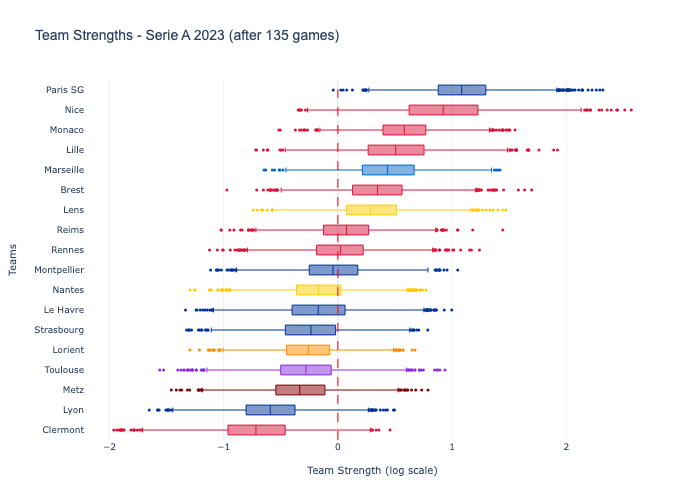 Team Strengths - Serie A 2023 (after 135 games)
Paris SG
Nice
Monaco
Lille
Marseille
Brest
Lens
Reims
Rennes
Montpellier
Nantes
Le Havre
Strasbourg
Lorient
Toulouse
Metz
Lyon
Clermont
Teams
−2
−1
0
1
2
Team Strength (log scale)